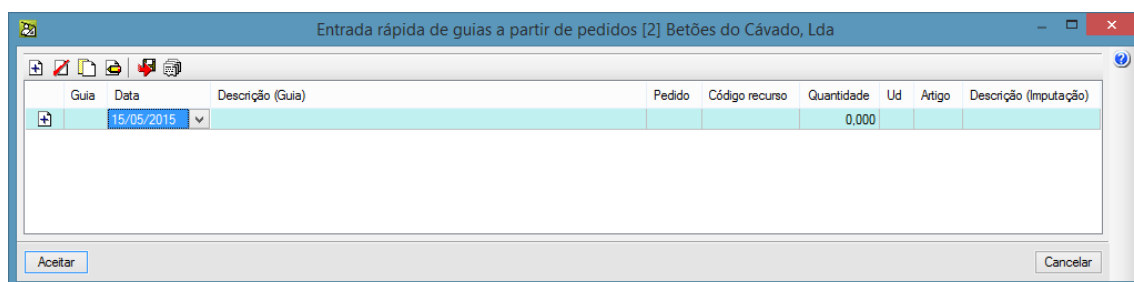 Entrada rápida de guias a partir de pedidos [2] Betões do Cávado, Lda
Guia Data Descrição (Guia) Pedido Código recurso Quantidade Ud Artigo Descrição (Imputação)
15/05/2015 0,000
Aceitar Cancelar